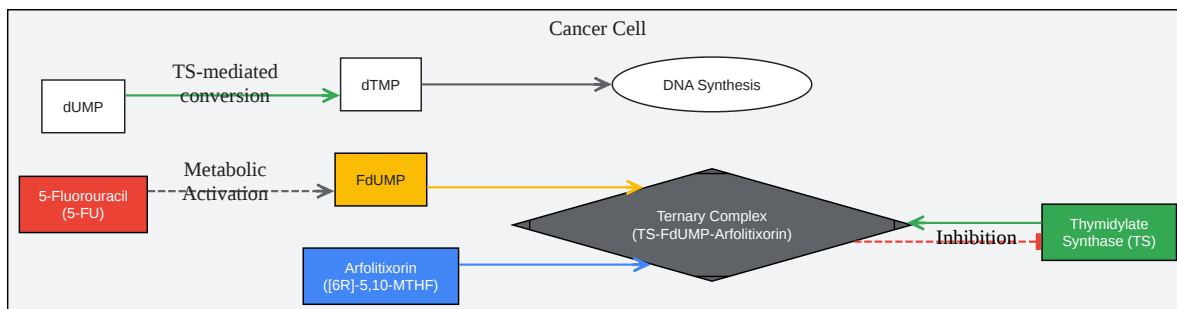 Cancer Cell
TS-mediated
conversion
dUMP
dTMP
DNA Synthesis
Metabolic
Activation
5-Fluorouracil
(5-FU)
FdUMP
Ternary Complex
(TS-FdUMP-Arfolitixorin)
Inhibition
Thymidylate
Synthase (TS)
Arfolitixorin
([6R]-5,10-MTHF)